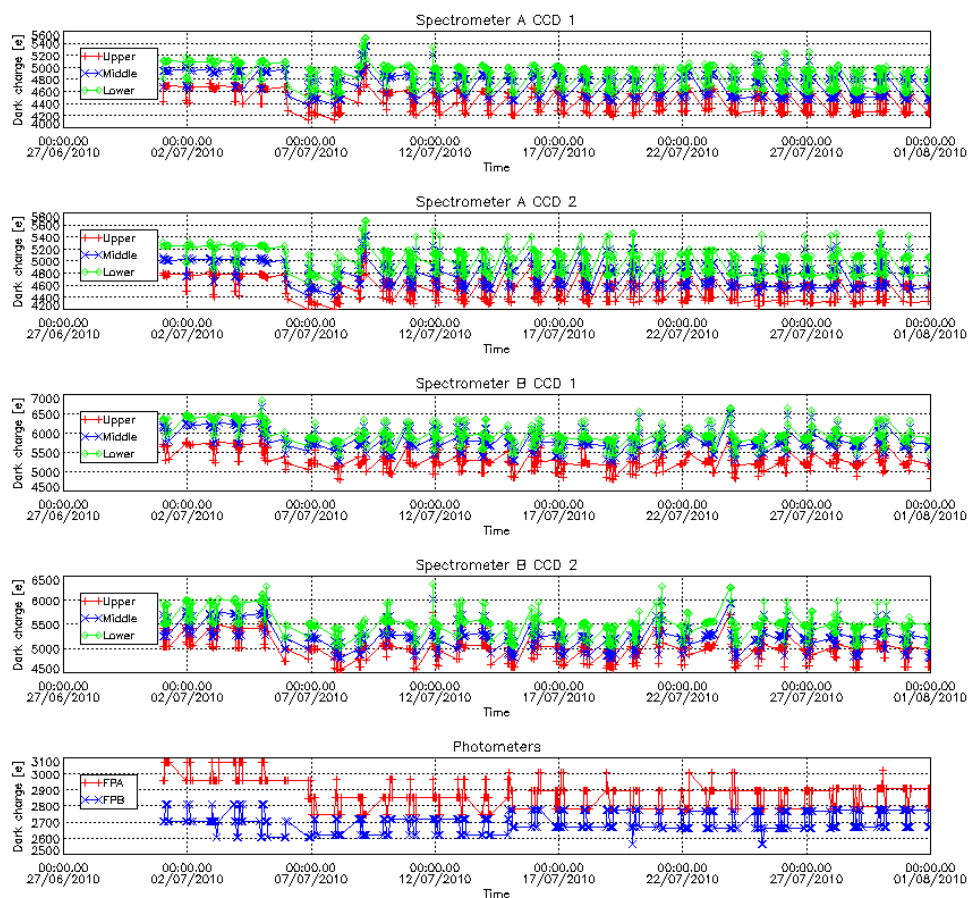 Spectrometer A CCD 1
Dark charge [e]
5600
5400
5200
5000
4800
4600
4400
4200
4000
Upper
Middle
Lower
00:00.00 00:00.00 00:00.00 00:00.00 00:00.00 00:00.00 00:00.00 00:00.00
27/06/2010 02/07/2010 07/07/2010 12/07/2010 17/07/2010 22/07/2010 27/07/2010 01/08/2010
Time
Spectrometer A CCD 2
Dark charge [e]
5800
5600
5400
5200
5000
4800
4600
4400
4200
Upper
Middle
Lower
00:00.00 00:00.00 00:00.00 00:00.00 00:00.00 00:00.00 00:00.00 00:00.00
27/06/2010 02/07/2010 07/07/2010 12/07/2010 17/07/2010 22/07/2010 27/07/2010 01/08/2010
Time
Spectrometer B CCD 1
Dark charge [e]
7000
6500
6000
5500
5000
4500
Upper
Middle
Lower
00:00.00 00:00.00 00:00.00 00:00.00 00:00.00 00:00.00 00:00.00 00:00.00
27/06/2010 02/07/2010 07/07/2010 12/07/2010 17/07/2010 22/07/2010 27/07/2010 01/08/2010
Time
Spectrometer B CCD 2
Dark charge [e]
6500
6000
5500
5000
4500
Upper
Middle
Lower
00:00.00 00:00.00 00:00.00 00:00.00 00:00.00 00:00.00 00:00.00 00:00.00
27/06/2010 02/07/2010 07/07/2010 12/07/2010 17/07/2010 22/07/2010 27/07/2010 01/08/2010
Time
Photometers
Dark charge [e]
3100
3000
2900
2800
2700
2600
2500
FPA
FPB
00:00.00 00:00.00 00:00.00 00:00.00 00:00.00 00:00.00 00:00.00 00:00.00
27/06/2010 02/07/2010 07/07/2010 12/07/2010 17/07/2010 22/07/2010 27/07/2010 01/08/2010
Time